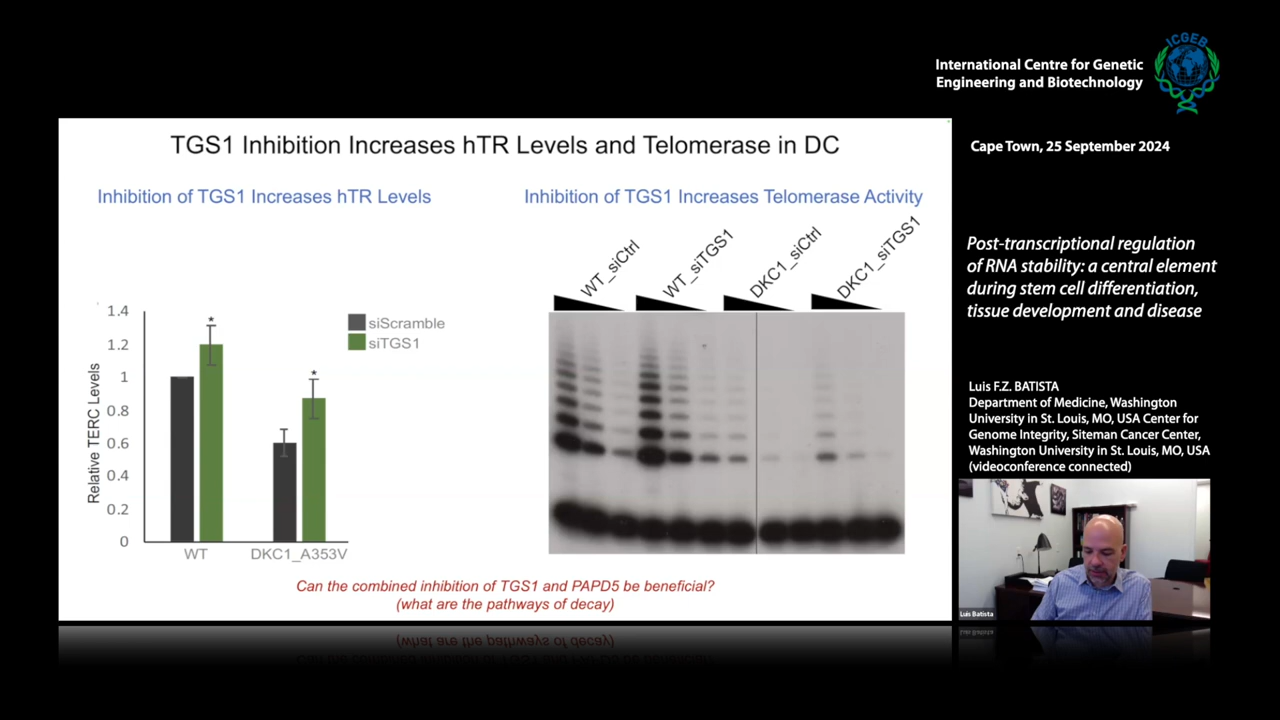 ICGEB
International Centre for Genetic
Engineering and Biotechnology
Cape Town, 25 September 2024
TGS1 Inhibition Increases hTR Levels and Telomerase in DC
Inhibition of TGS1 Increases hTR Levels
Inhibition of TGS1 Increases Telomerase Activity
WT_siCtrl
WT_siTGS1
DKC1_siCtrl
DKC1_siTGS1
Relative TERC Levels
1.4
1.2
1
0.8
0.6
0.4
0.2
0
*
*
siScramble
siTGS1
WT
DKC1_A353V
Can the combined inhibition of TGS1 and PAPD5 be beneficial?
(what are the pathways of decay)
Post-transcriptional regulation
of RNA stability: a central element
during stem cell differentiation,
tissue development and disease
Luis F.Z. BATISTA
Department of Medicine, Washington
University in St. Louis, MO, USA Center for
Genome Integrity, Siteman Cancer Center,
Washington University in St. Louis, MO, USA
(videoconference connected)
Luis Batista